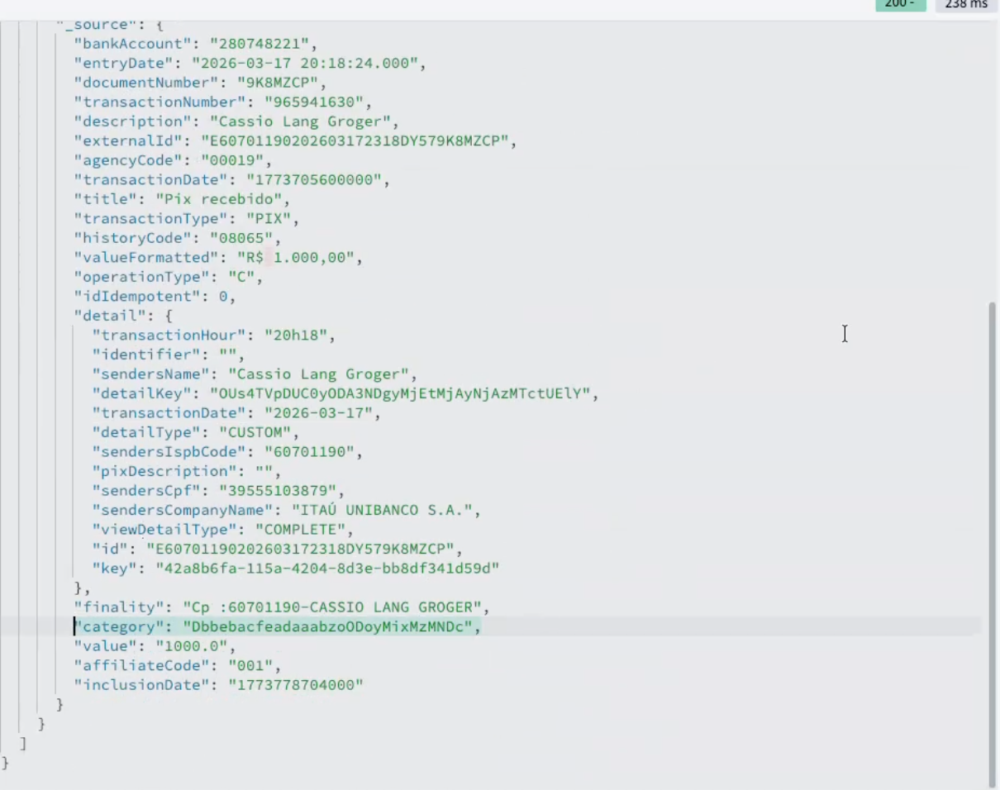 200 -
238 ms
"_source": {
"bankAccount": "280748221",
"entryDate": "2026-03-17 20:18:24.000",
"documentNumber": "9K8MZCP",
"transactionNumber": "965941630",
"description": "Cassio Lang Groger",
"externalId": "E60701190202603172318DY579K8MZCP",
"agencyCode": "00019",
"transactionDate": "1773705600000",
"title": "Pix recebido",
"transactionType": "PIX",
"historyCode": "08065",
"valueFormatted": "R$ 1.000,00",
"operationType": "C",
"idIdempotent": 0,
"detail": {
"transactionHour": "20h18",
"identifier": "",
"sendersName": "Cassio Lang Groger",
"detailKey": "OUs4TVpDUC0yODA3NDgyMjEtMjAyNjAzMTctUElY",
"transactionDate": "2026-03-17",
"detailType": "CUSTOM",
"sendersIspbCode": "60701190",
"pixDescription": "",
"sendersCpf": "39555103879",
"sendersCompanyName": "ITAÚ UNIBANCO S.A.",
"viewDetailType": "COMPLETE",
"id": "E60701190202603172318DY579K8MZCP",
"key": "42a8b6fa-115a-4204-8d3e-bb8df341d59d"
},
"finality": "Cp :60701190-CASSIO LANG GROGER",
"category": "DbbebacfeadaaabzoODoyMixMzMNDc",
"value": "1000.0",
"affiliateCode": "001",
"inclusionDate": "1773778704000"
}
}
]
}